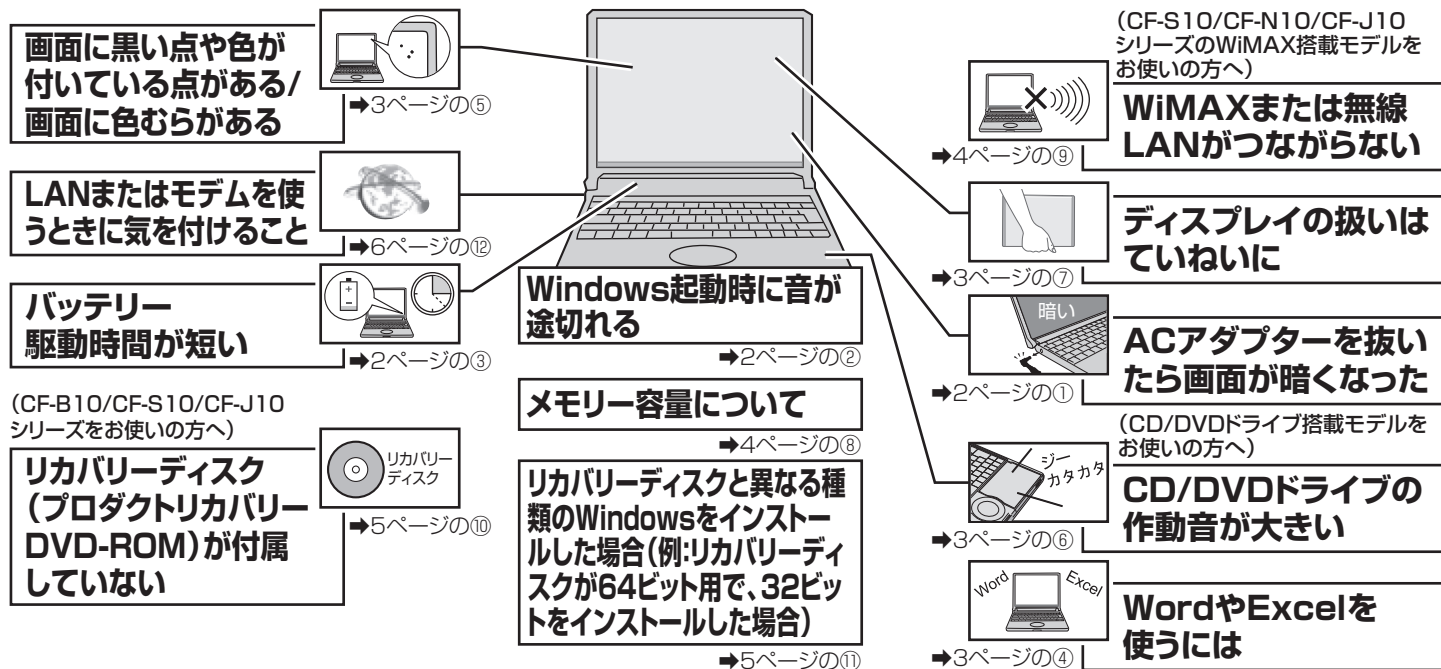 画面に黒い点や色が
付いている点がある/
画面に色むらがある
➡3ページの⑤
LANまたはモデムを使
うときに気を付けること
➡6ページの⑫
バッテリー
駆動時間が短い
➡2ページの③
(CF-B10/CF-S10/CF-J10
シリーズをお使いの方へ)
リカバリーディスク
(プロダクトリカバリー
DVD-ROM)が付属
していない
リカバリー
ディスク
➡5ページの⑩
Windows起動時に音が
途切れる
➡2ページの②
メモリー容量について
➡4ページの⑧
リカバリーディスクと異なる種
類のWindowsをインストー
ルした場合(例:リカバリーディ
スクが64ビット用で、32ビッ
トをインストールした場合)
➡5ページの⑪
(CF-S10/CF-N10/CF-J10
シリーズのWiMAX搭載モデルを
お使いの方へ)
WiMAXまたは無線
LANがつながらない
➡4ページの⑨
ディスプレイの扱いは
ていねいに
➡3ページの⑦
暗い
ACアダプターを抜い
たら画面が暗くなった
➡2ページの①
(CD/DVDドライブ搭載モデルを
お使いの方へ)
ジー
カタカタ
CD/DVDドライブの
作動音が大きい
➡3ページの⑥
Word
Excel
WordやExcelを
使うには
➡3ページの④